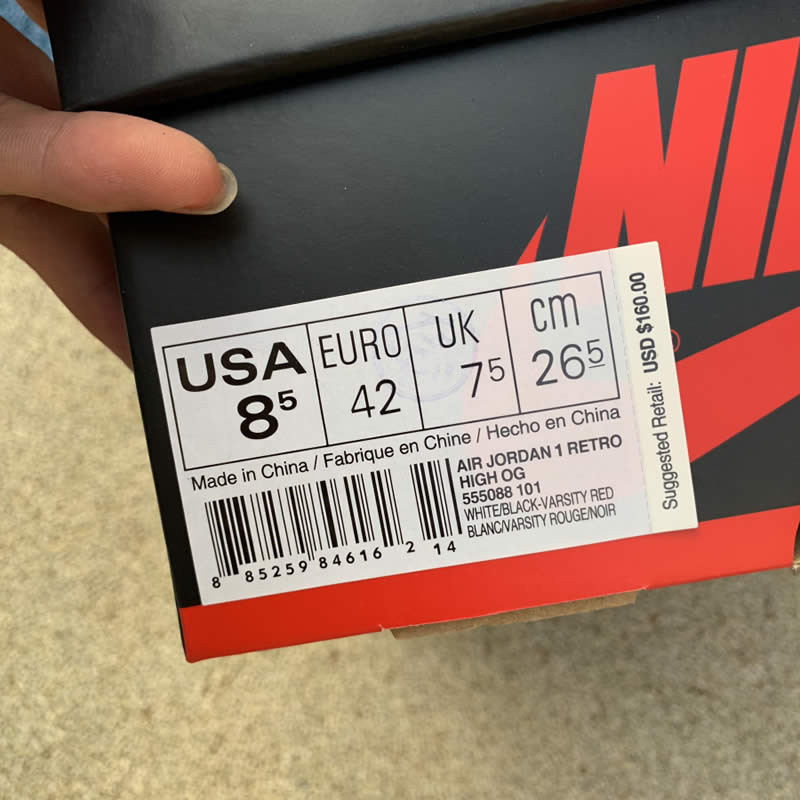 NI
USA EURO UK cm
8⁵ 42 7⁵ 26⁵
Made in China / Fabrique en Chine / Hecho en China
AIR JORDAN 1 RETRO
HIGH OG
555088 101
WHITE/BLACK-VARSITY RED
BLANC/VARSITY ROUGE/NOIR
8 85259 84616 2 14
Suggested Retail: USD $160.00